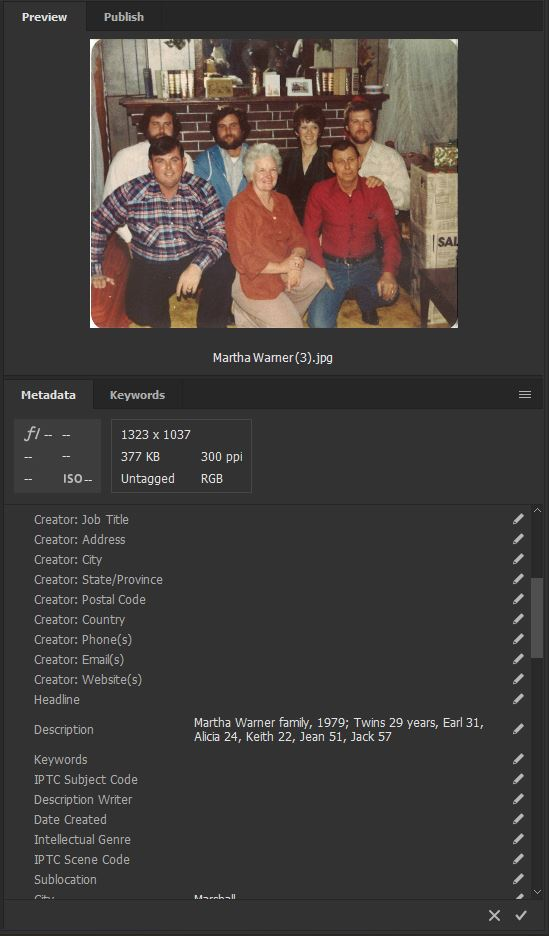 Preview Publish
SAL
Martha Warner (3).jpg
Metadata Keywords
ƒ/ -- --
-- --
-- ISO --
1323 x 1037
377 KB 300 ppi
Untagged RGB
Creator: Job Title
Creator: Address
Creator: City
Creator: State/Province
Creator: Postal Code
Creator: Country
Creator: Phone(s)
Creator: Email(s)
Creator: Website(s)
Headline
Description Martha Warner family, 1979; Twins 29 years, Earl 31,
Alicia 24, Keith 22, Jean 51, Jack 57
Keywords
IPTC Subject Code
Description Writer
Date Created
Intellectual Genre
IPTC Scene Code
Sublocation
City Marshall